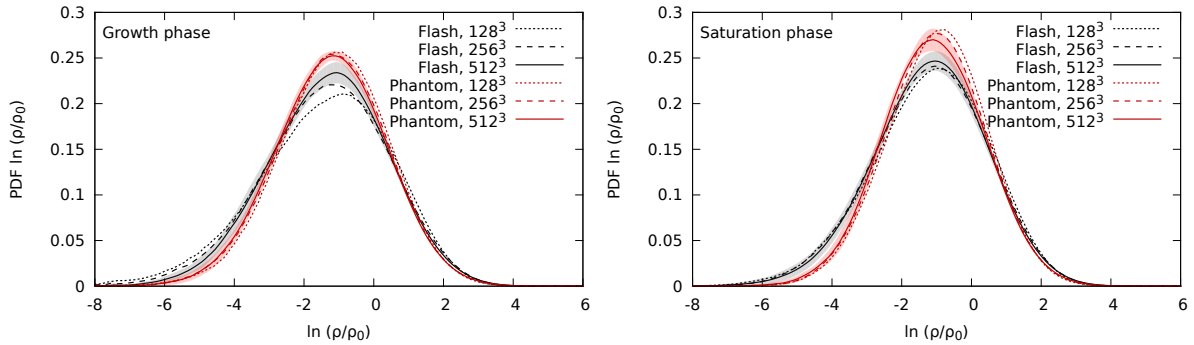 PDF ln (ρ/ρ₀)
0.3
0.25
0.2
0.15
0.1
0.05
0
Growth phase
Flash, 128³
Flash, 256³
Flash, 512³
Phantom, 128³
Phantom, 256³
Phantom, 512³
-8 -6 -4 -2 0 2 4 6
ln (ρ/ρ₀)
PDF ln (ρ/ρ₀)
0.3
0.25
0.2
0.15
0.1
0.05
0
Saturation phase
Flash, 128³
Flash, 256³
Flash, 512³
Phantom, 128³
Phantom, 256³
Phantom, 512³
-8 -6 -4 -2 0 2 4 6
ln (ρ/ρ₀)